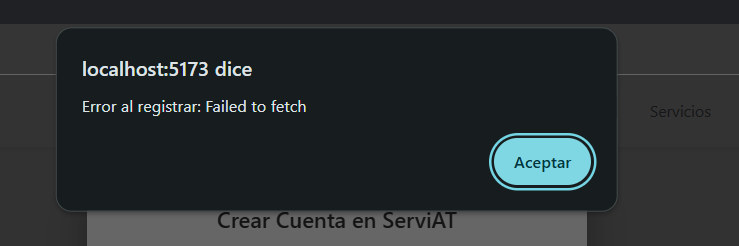 localhost:5173 dice
Error al registrar: Failed to fetch
Servicios
Aceptar
Crear Cuenta en ServiAT